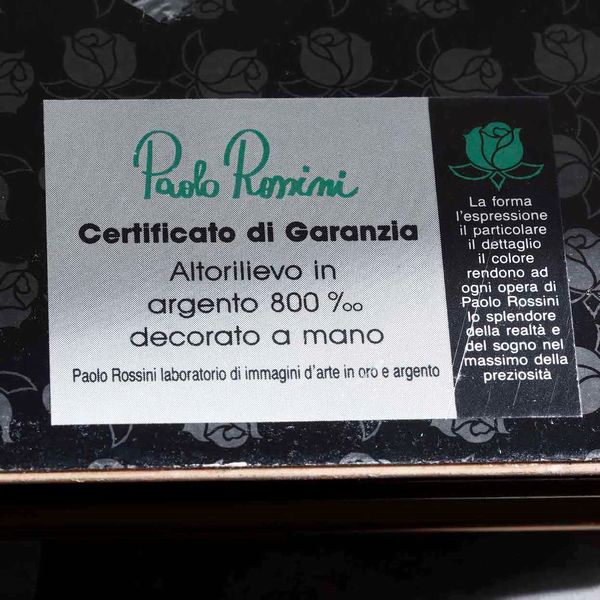 Paolo Rossini
Certificato di Garanzia
Altorilievo in
argento 800 ‰
decorato a mano
Paolo Rossini laboratorio di immagini d'arte in oro e argento
La forma
l'espressione
il particolare
il dettaglio
il colore
rendono ad
ogni opera di
Paolo Rossini
lo splendore
della realtà e
del sogno nel
massimo della
preziosità